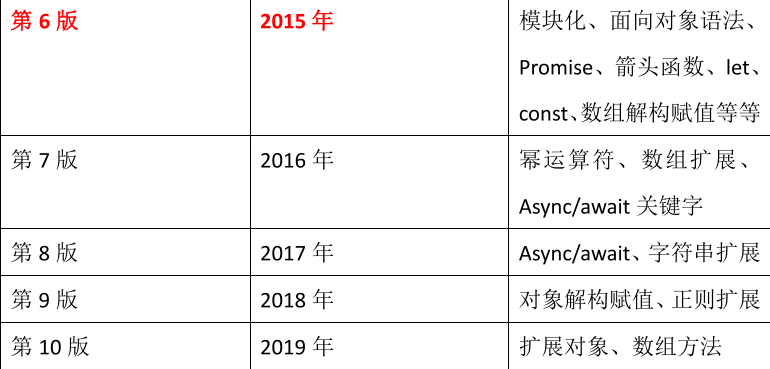 第 6 版
2015 年
模块化、面向对象语法、
Promise、箭头函数、let、
const、数组解构赋值等等
第 7 版
2016 年
幂运算符、数组扩展、
Async/await 关键字
第 8 版
2017 年
Async/await、字符串扩展
第 9 版
2018 年
对象解构赋值、正则扩展
第 10 版
2019 年
扩展对象、数组方法